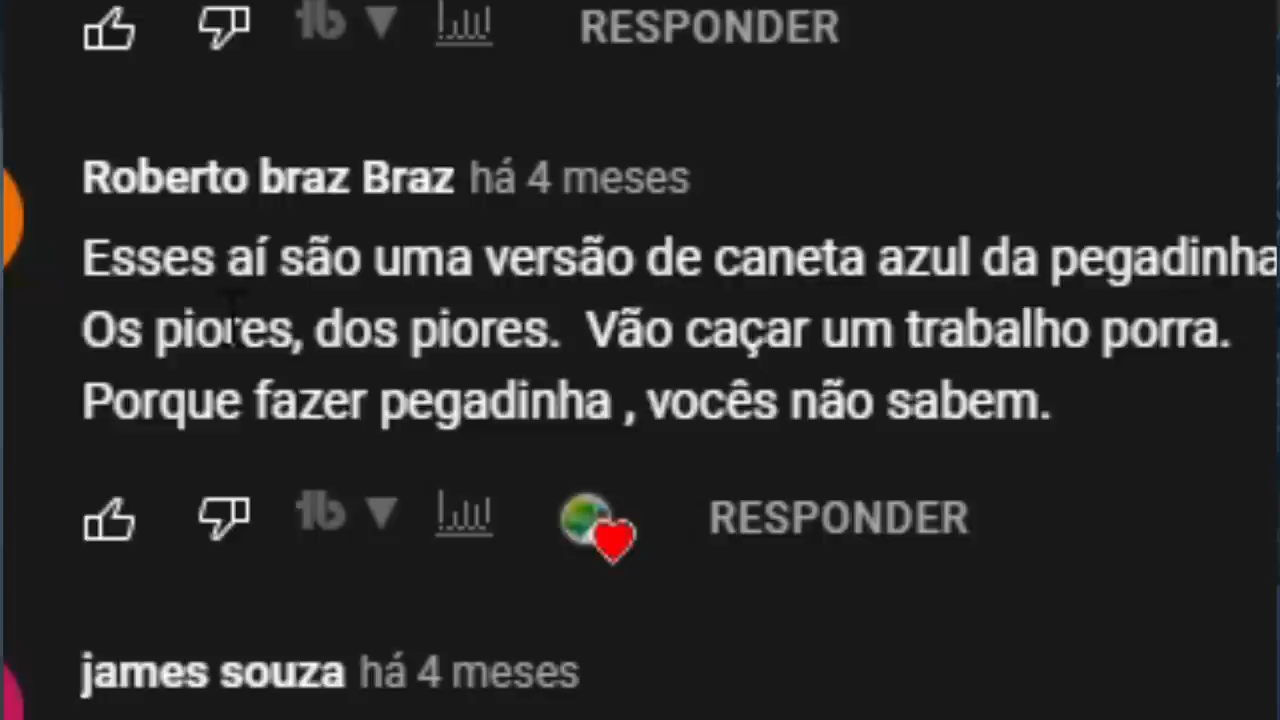 RESPONDER
Roberto braz Braz há 4 meses
Esses aí são uma versão de caneta azul da pegadinha
Os piores, dos piores.  Vão caçar um trabalho porra.
Porque fazer pegadinha , vocês não sabem.
RESPONDER
james souza há 4 meses